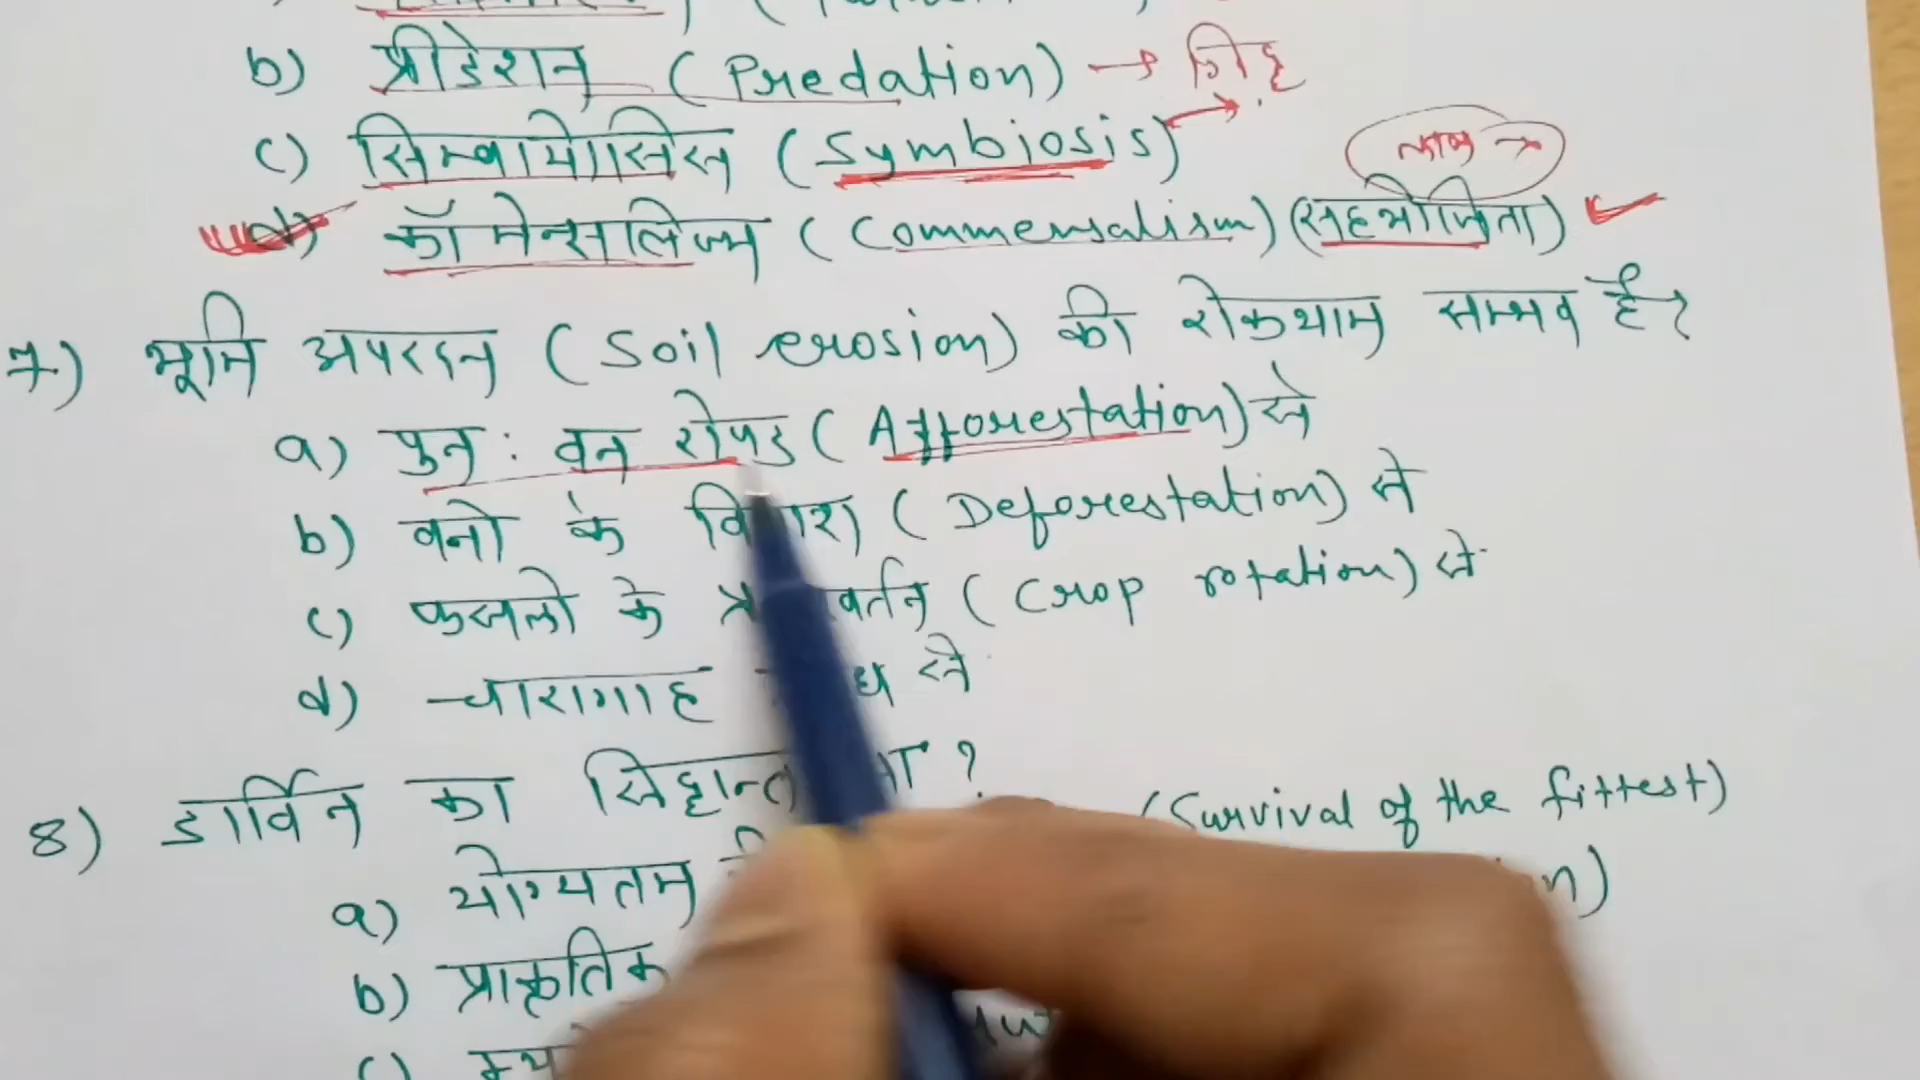 b) प्रीडेशन (Predation) →
c) सिम्बायोसिस (Symbiosis) →
लाभ →
d) कॉमेन्सलिज्म (Commensalism) (सहभोजिता)
7.) भूमि अपरदन (Soil erosion) की रोकथाम सम्भव है?
a) पुन: वन रोपड (Afforestation) से
b) वनो के (Deforestation) से
c) फसलो के (Crop rotation) से
d) चारागाह से
8) डार्विन का सिद्धान्त ?
(Survival of the fittest)
a) योग्यतम
b) प्राकृतिक
c)